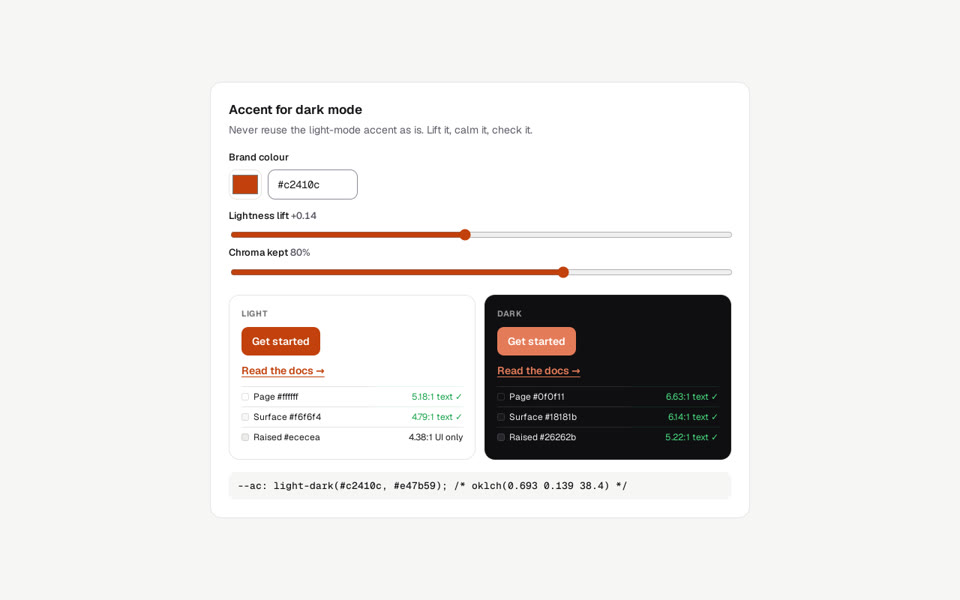 Accent for dark mode
Never reuse the light-mode accent as is. Lift it, calm it, check it.
Brand colour
#c2410c
Lightness lift +0.14
Chroma kept 80%
LIGHT
Get started
Read the docs →
Page #ffffff 5.18:1 text ✓
Surface #f6f6f4 4.79:1 text ✓
Raised #ececea 4.38:1 UI only
DARK
Get started
Read the docs →
Page #0f0f11 6.63:1 text ✓
Surface #18181b 6.14:1 text ✓
Raised #26262b 5.22:1 text ✓
--ac: light-dark(#c2410c, #e47b59); /* oklch(0.693 0.139 38.4) */